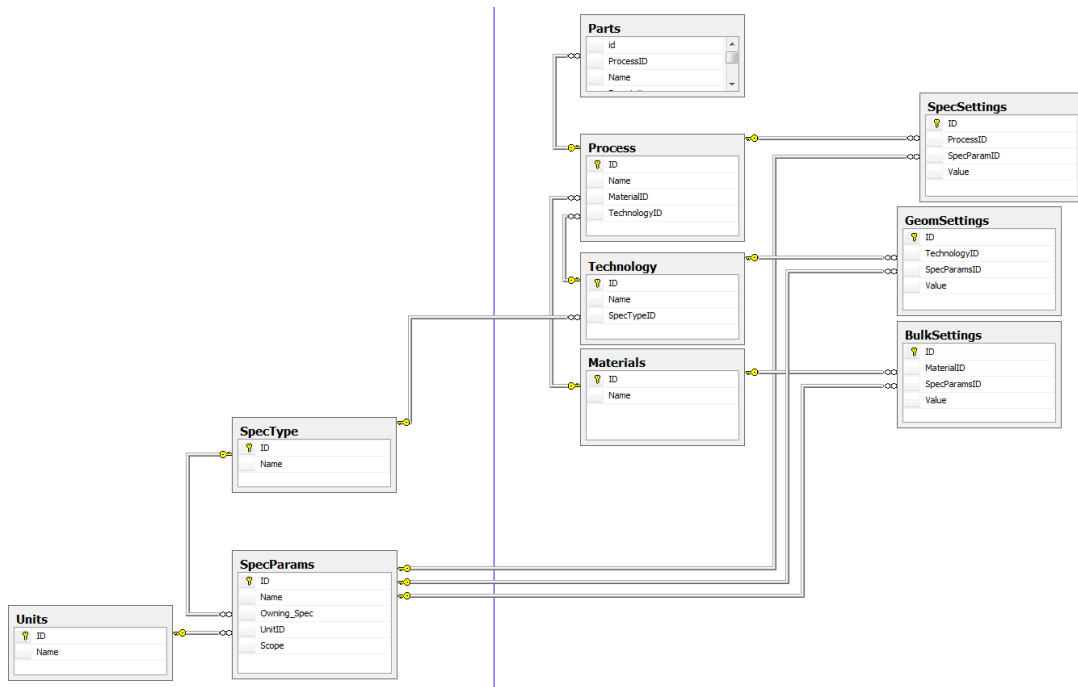 Parts
id
ProcessID
Name
Process
ID
Name
MaterialID
TechnologyID
Technology
ID
Name
SpecTypeID
Materials
ID
Name
SpecSettings
ID
ProcessID
SpecParamID
Value
GeomSettings
ID
TechnologyID
SpecParamsID
Value
BulkSettings
ID
MaterialID
SpecParamsID
Value
SpecType
ID
Name
SpecParams
ID
Name
Owning_Spec
UnitID
Scope
Units
ID
Name